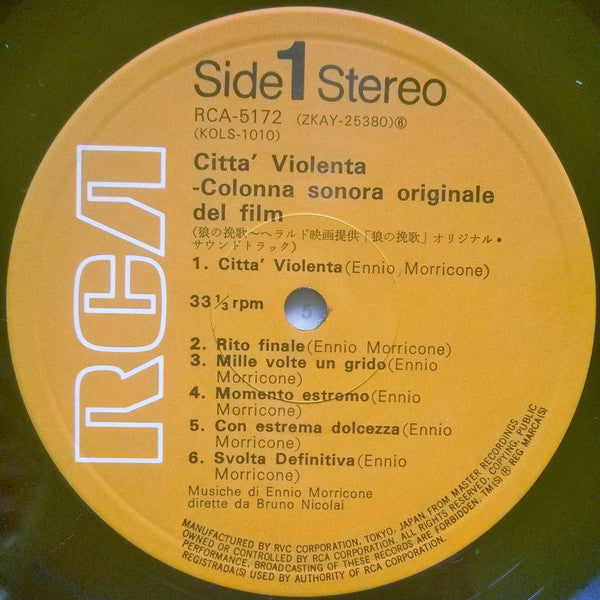 Side 1 Stereo
RCA-5172 (ZKAY-25380)⑥
(KOLS-1010)
Citta' Violenta
-Colonna sonora originale
del film
(狼の挽歌～ヘラルド映画提供「狼の挽歌」オリジナル・
サウンドトラック)
1. Citta' Violenta(Ennio Morricone)
33 1/3 rpm
5
2. Rito finale(Ennio Morricone)
3. Mille volte un grido(Ennio
Morricone)
4. Momento estremo(Ennio
Morricone)
5. Con estrema dolcezza(Ennio
Morricone)
6. Svolta Definitiva(Ennio
Morricone)
Musiche di Ennio Morricone
dirette da Bruno Nicolai
RCA
MANUFACTURED BY RVC CORPORATION, TOKYO, JAPAN, FROM MASTER RECORDINGS
OWNED OR CONTROLLED BY RCA CORPORATION. ALL RIGHTS RESERVED. COPYING, PUBLIC
PERFORMANCE, BROADCASTING OF THESE RECORDS ARE FORBIDDEN. TM(S) ® REG MARCA(S)
REGISTRADA(S) USED BY AUTHORITY OF RCA CORPORATION.